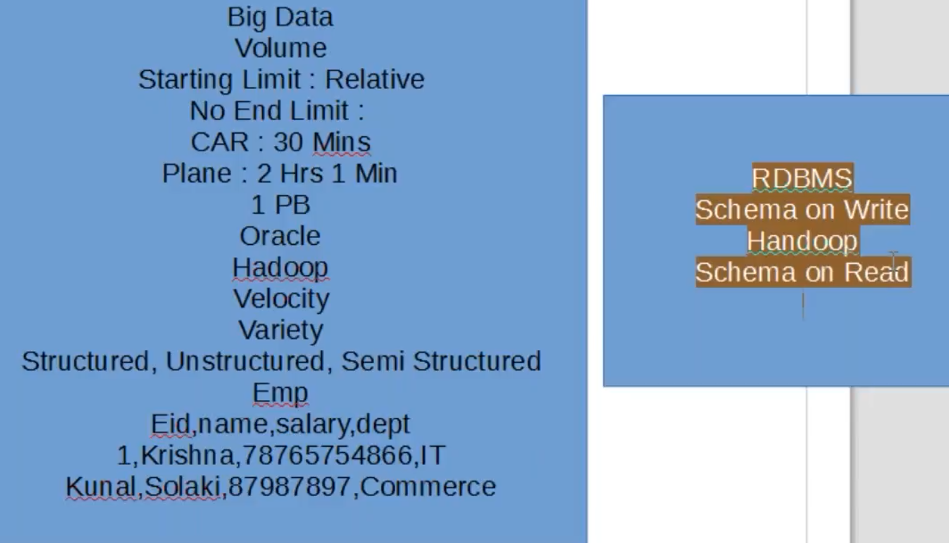 Big Data
Volume
Starting Limit : Relative
No End Limit :
CAR : 30 Mins
Plane : 2 Hrs 1 Min
1 PB
Oracle
Hadoop
Velocity
Variety
Structured, Unstructured, Semi Structured
Emp
Eid,name,salary,dept
1,Krishna,78765754866,IT
Kunal,Solaki,87987897,Commerce
RDBMS
Schema on Write
Handoop
Schema on Read